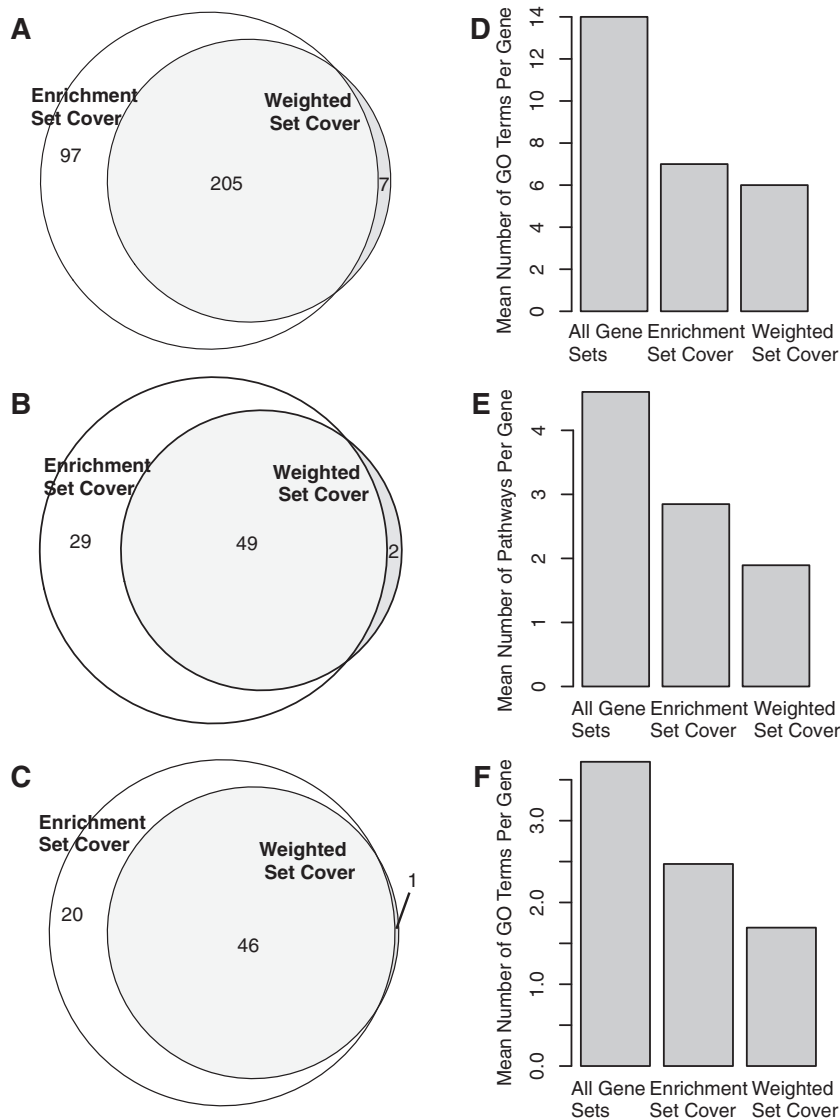 A
Enrichment
Set Cover
97
Weighted
Set Cover
205
7
D
Mean Number of GO Terms Per Gene
0
2
4
6
8
10
12
14
All Gene
Sets
Enrichment
Set Cover
Weighted
Set Cover
B
Enrichment
Set Cover
29
Weighted
Set Cover
49
2
E
Mean Number of Pathways Per Gene
0
1
2
3
4
All Gene
Sets
Enrichment
Set Cover
Weighted
Set Cover
C
Enrichment
Set Cover
20
Weighted
Set Cover
46
1
F
Mean Number of GO Terms Per Gene
0.0
1.0
2.0
3.0
All Gene
Sets
Enrichment
Set Cover
Weighted
Set Cover